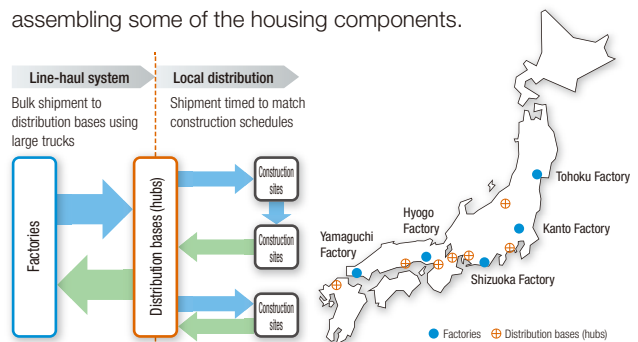 assembling some of the housing components.
Line-haul system
Local distribution
Bulk shipment to
distribution bases using
large trucks
Shipment timed to match
construction schedules
Factories
Distribution bases (hubs)
Construction
sites
Construction
sites
Construction
sites
Tohoku Factory
Kanto Factory
Shizuoka Factory
Hyogo
Factory
Yamaguchi
Factory
Factories
Distribution bases (hubs)